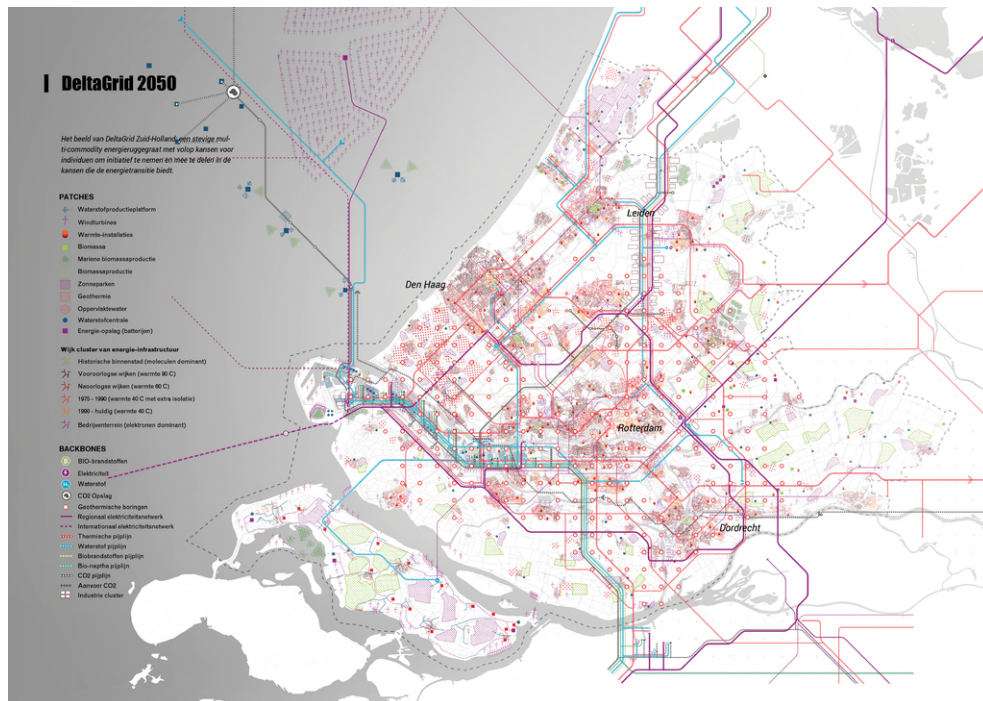 DeltaGrid 2050
Het beeld van DeltaGrid Zuid-Holland: een stevige mul-
ti-commodity energieruggegraat met volop kansen voor
individuen om initiatief te nemen en mee te delen in de
kansen die de energietransitie biedt.
PATCHES
Waterstofproductieplatform
Windturbines
Warmte-installaties
Biomassa
Mariene biomassaproductie
Biomassaproductie
Zonneparken
Geothermie
Oppervlaktewater
Waterstofcentrale
Energie-opslag (batterijen)
Wijk cluster van energie-infrastructuur
Historische binnenstad (moleculen dominant)
Vooroorlogse wijken (warmte 90 C)
Naoorlogse wijken (warmte 60 C)
1975 - 1990 (warmte 40 C met extra isolatie)
1990 - huidig (warmte 40 C)
Bedrijventerrein (elektronen dominant)
BACKBONES
BIO-brandstoffen
Elektriciteit
Waterstof
CO2 Opslag
Geothermische boringen
Regionaal elektriciteitsnetwerk
Internationaal elektriciteitsnetwerk
Thermische pijplijn
Waterstof pijplijn
Biobrandstoffen pijplijn
Bio-naptha pijplijn
CO2 pijplijn
Aanvoer CO2
Industrie cluster
Leiden
Den Haag
Rotterdam
Dordrecht